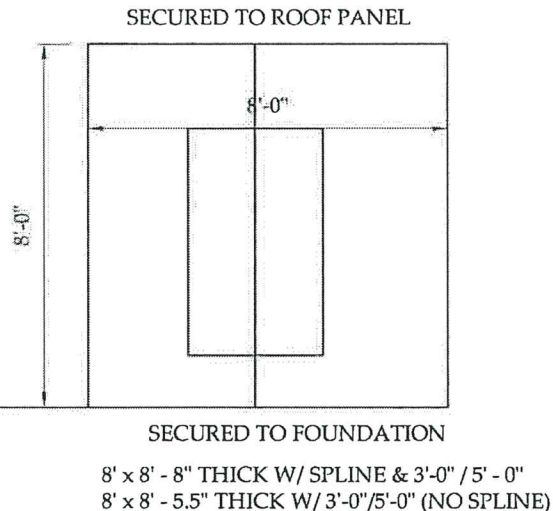 SECURED TO ROOF PANEL
8'-0"
8'-0"
SECURED TO FOUNDATION
8' x 8' - 8" THICK W/ SPLINE & 3'-0" / 5' - 0"
8' x 8' - 5.5" THICK W/ 3'-0"/5'-0" (NO SPLINE)